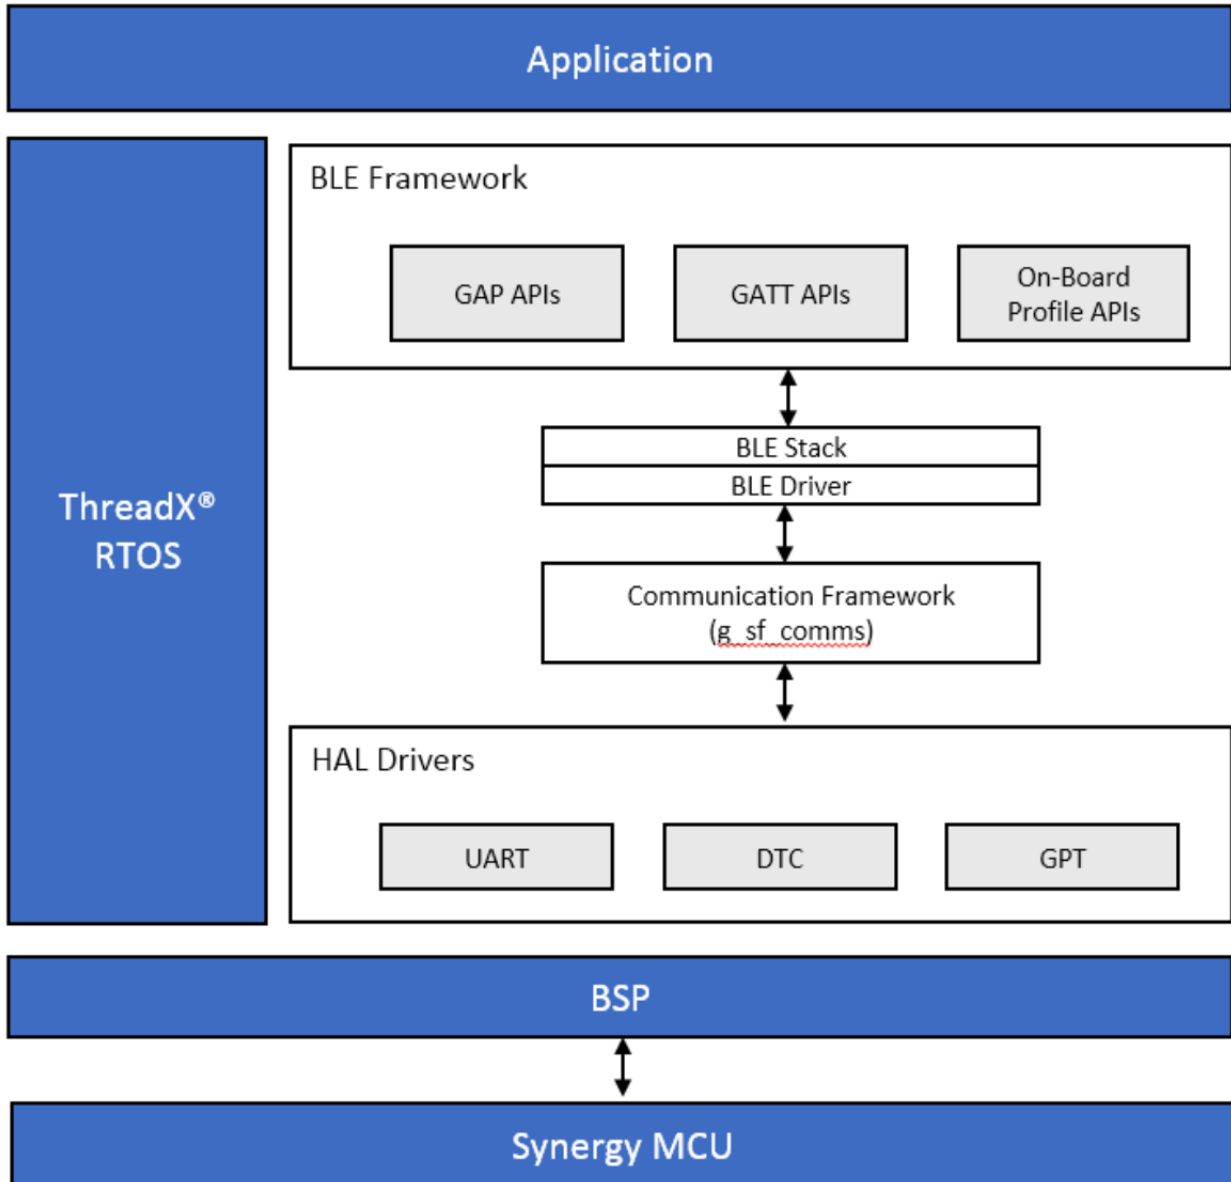 Application
BLE Framework
GAP APIs
GATT APIs
On-Board
Profile APIs
BLE Stack
BLE Driver
ThreadX®
RTOS
Communication Framework
(g_sf_comms)
HAL Drivers
UART
DTC
GPT
BSP
Synergy MCU